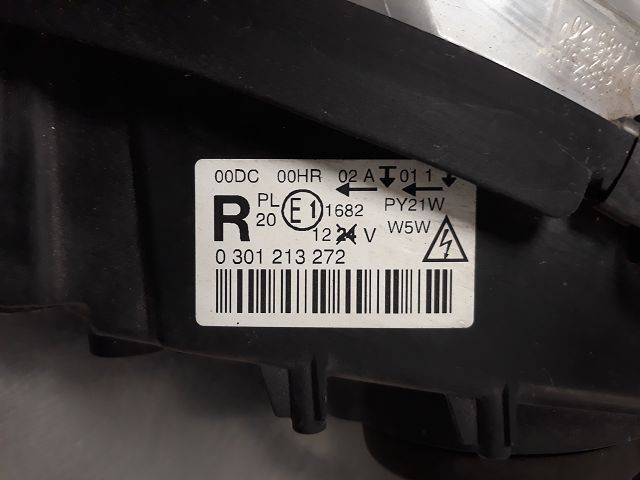 00DC 00HR 02 A 01 1
R PL 20 E1 1682 PY21W
12 24 V W5W
0 301 213 272